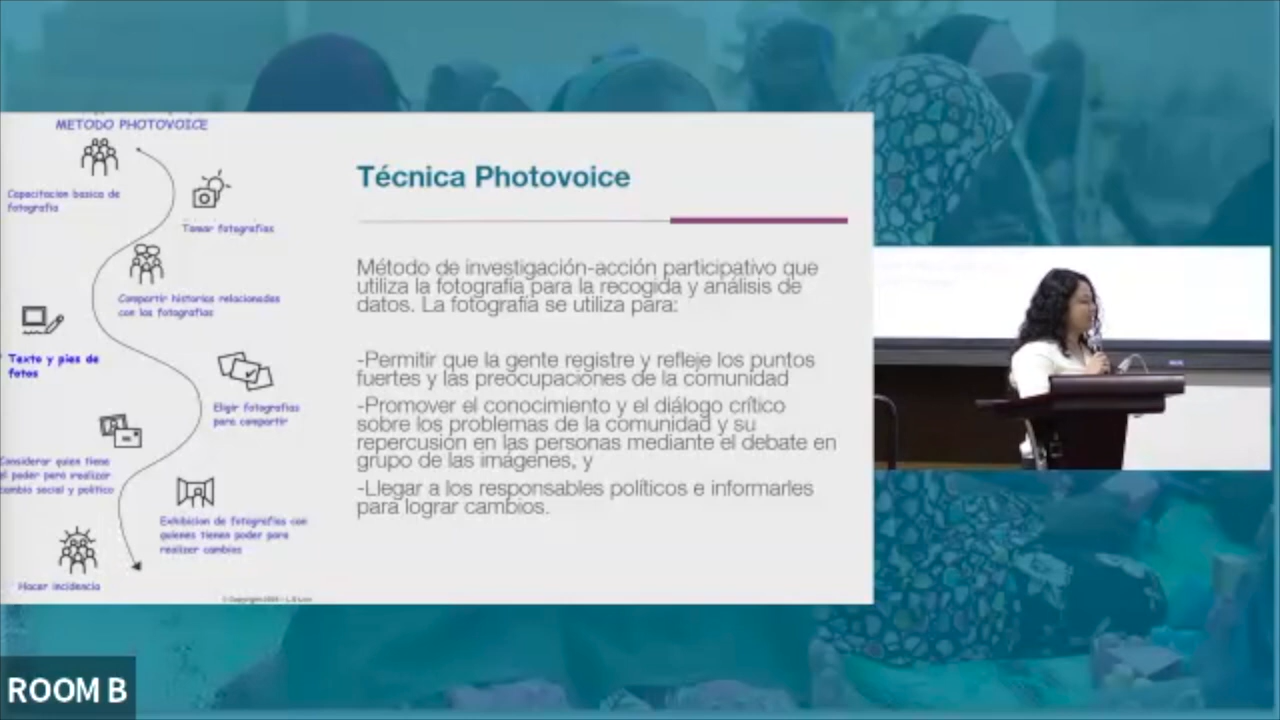 METODO PHOTOVOICE
Capacitacion basica de
fotografia
Tomar fotografias
Compartir historias relacionadas
con las fotografias
Texto y pies de
fotos
Eligir fotografias
para compartir
Considerar quien tiene
el poder para realizar
cambio social y politico
Exhibicion de fotografias con
quienes tienen poder para
realizar cambios
Hacer incidencia
Técnica Photovoice
Método de investigación-acción participativo que
utiliza la fotografía para la recogida y análisis de
datos. La fotografía se utiliza para:
-Permitir que la gente registre y refleje los puntos
fuertes y las preocupaciones de la comunidad
-Promover el conocimiento y el diálogo crítico
sobre los problemas de la comunidad y su
repercusión en las personas mediante el debate en
grupo de las imágenes, y
-Llegar a los responsables políticos e informarles
para lograr cambios.
ROOM B